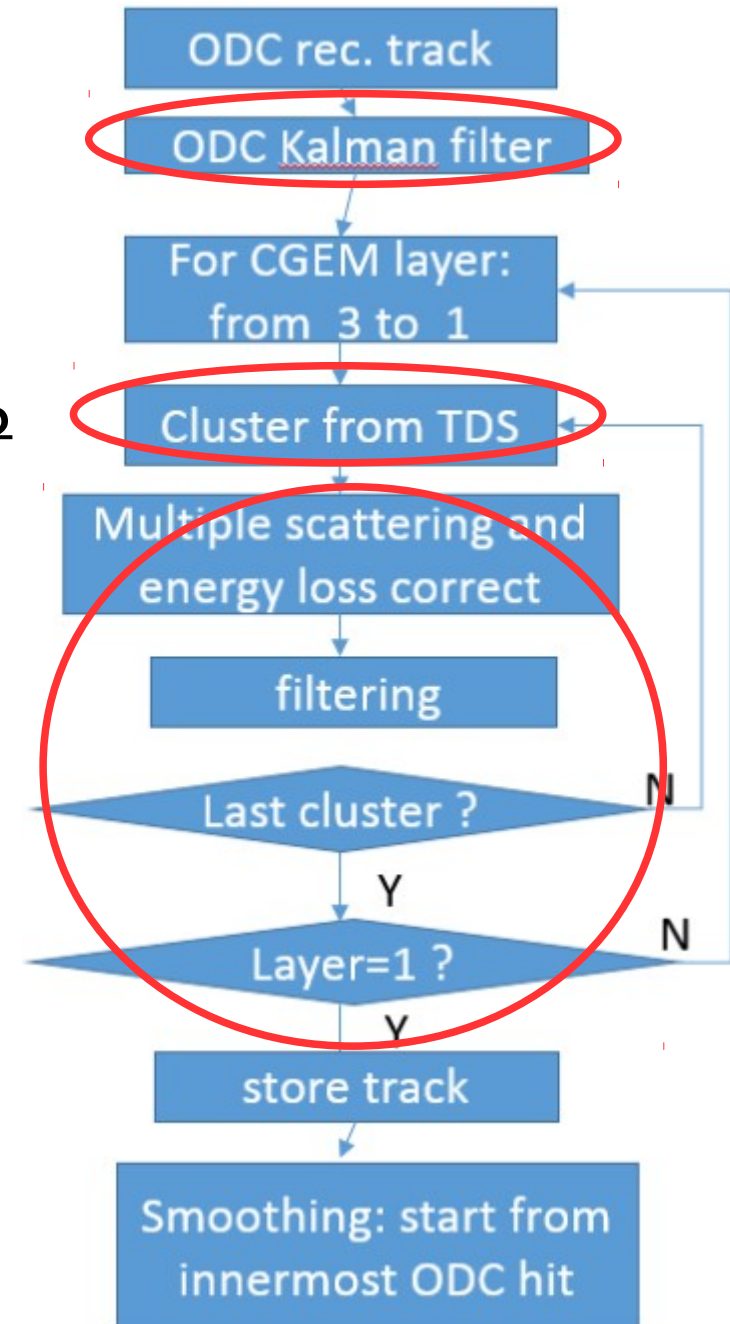 ODC rec. track
ODC Kalman filter
For CGEM layer:
from 3 to 1
Cluster from TDS
Multiple scattering and
energy loss correct
filtering
Last cluster ?
N
Y
Layer=1 ?
N
Y
store track
Smoothing: start from
innermost ODC hit